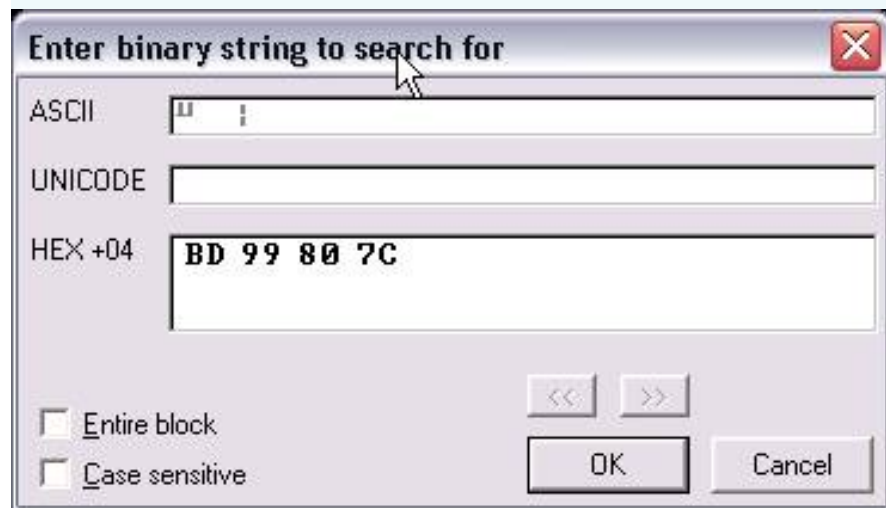 Enter binary string to search for
ASCII
UNICODE
HEX +04 BD 99 80 7C
<< >>
Entire block
Case sensitive
OK Cancel